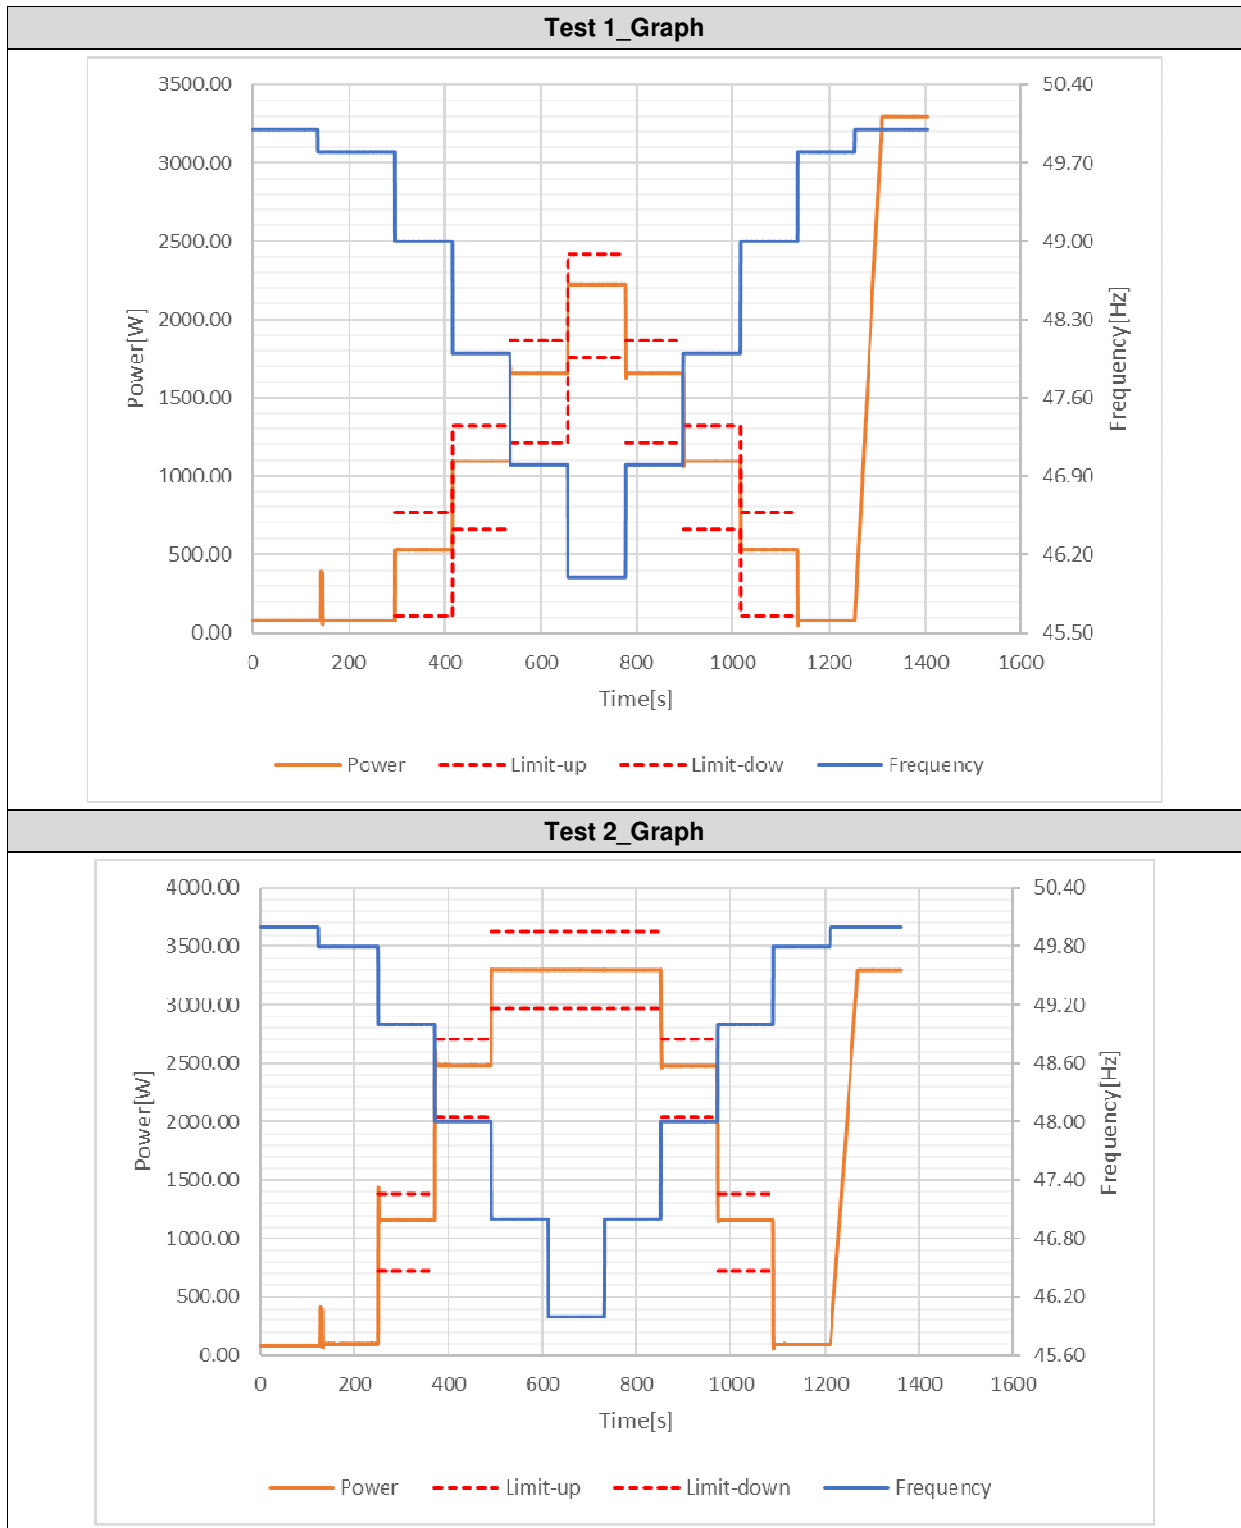 Test 1_Graph
3500.00 50.40
3000.00 49.70
2500.00 49.00
2000.00 48.30
1500.00 47.60
1000.00 46.90
500.00 46.20
0.00 45.50
Power[W]
Frequency[Hz]
0 200 400 600 800 1000 1200 1400 1600
Time[s]
Power Limit-up Limit-dow Frequency
Test 2_Graph
4000.00 50.40
3500.00 49.80
3000.00 49.20
2500.00 48.60
2000.00 48.00
1500.00 47.40
1000.00 46.80
500.00 46.20
0.00 45.60
Power[W]
Frequency[Hz]
0 200 400 600 800 1000 1200 1400 1600
Time[s]
Power Limit-up Limit-down Frequency